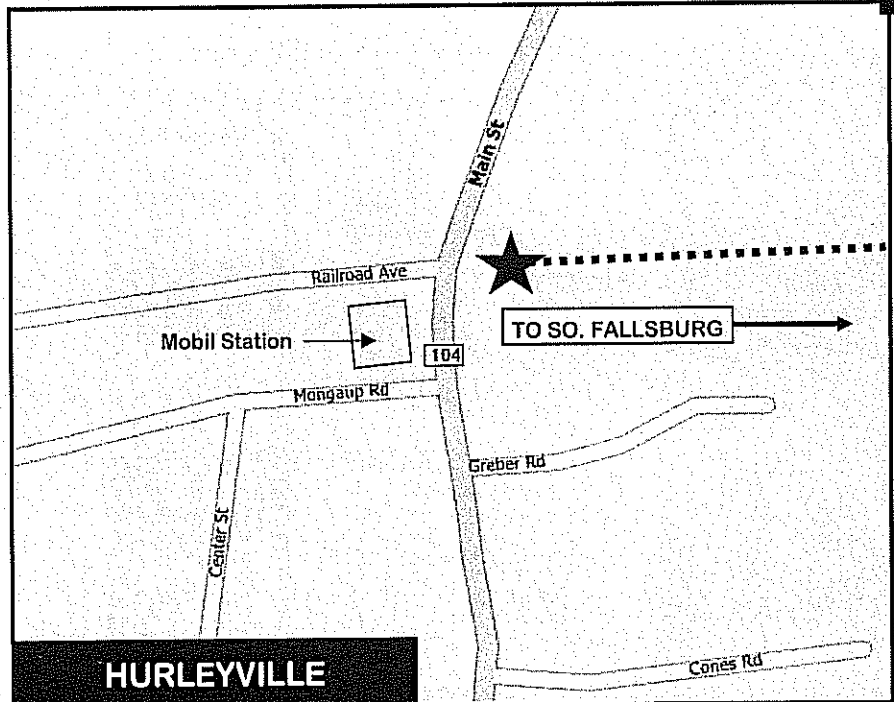 Main St
Railroad Ave
Mobil Station
TO SO. FALLSBURG
104
Mongaup Rd
Greber Rd
Center St
Cones Rd
HURLEYVILLE